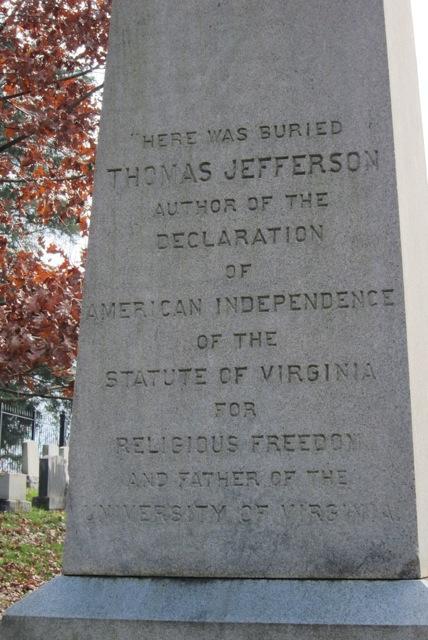 "HERE WAS BURIED
THOMAS JEFFERSON
AUTHOR OF THE
DECLARATION
OF
AMERICAN INDEPENDENCE
OF THE
STATUTE OF VIRGINIA
FOR
RELIGIOUS FREEDOM
AND FATHER OF THE
UNIVERSITY OF VIRGINIA.